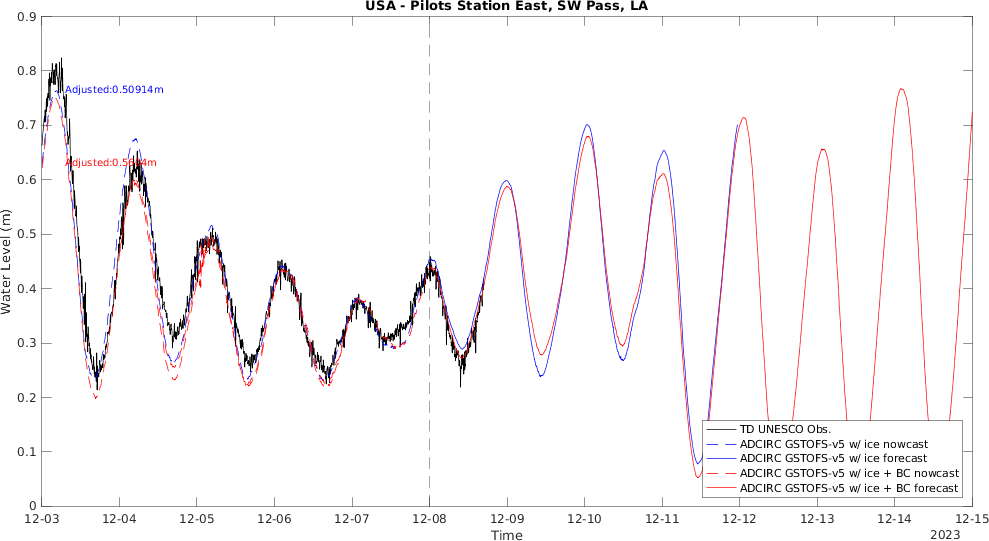 USA - Pilots Station East, SW Pass, LA
0.9
0.8
0.7
0.6
0.5
0.4
0.3
0.2
0.1
0
Water Level (m)
Adjusted:0.50914m
TD UNESCO Obs.
ADCIRC GSTOFS-v5 w/ ice nowcast
ADCIRC GSTOFS-v5 w/ ice forecast
ADCIRC GSTOFS-v5 w/ ice + BC nowcast
ADCIRC GSTOFS-v5 w/ ice + BC forecast
12-03 12-04 12-05 12-06 12-07 12-08 12-09 12-10 12-11 12-12 12-13 12-14 12-15
Time
2023